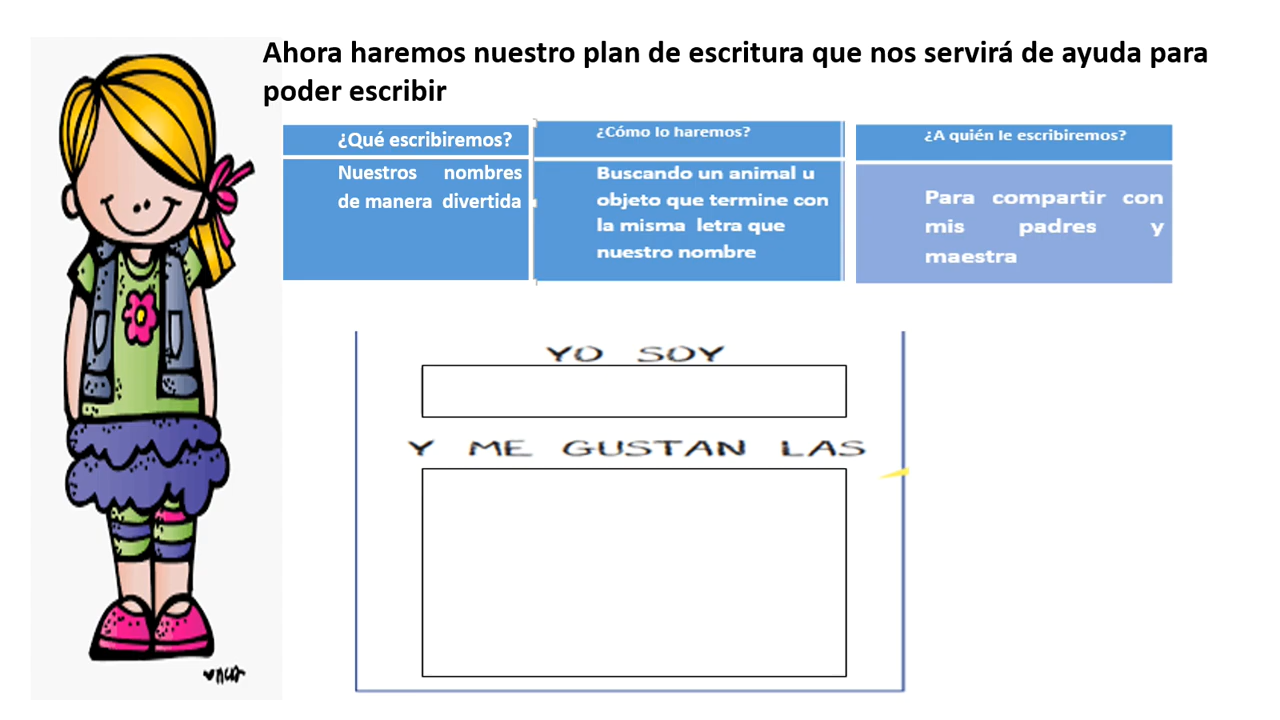 Ahora haremos nuestro plan de escritura que nos servirá de ayuda para
poder escribir
¿Qué escribiremos?
Nuestros nombres
de manera divertida
¿Cómo lo haremos?
Buscando un animal u
objeto que termine con
la misma letra que
nuestro nombre
¿A quién le escribiremos?
Para compartir con
mis padres y
maestra
YO SOY
Y ME GUSTAN LAS